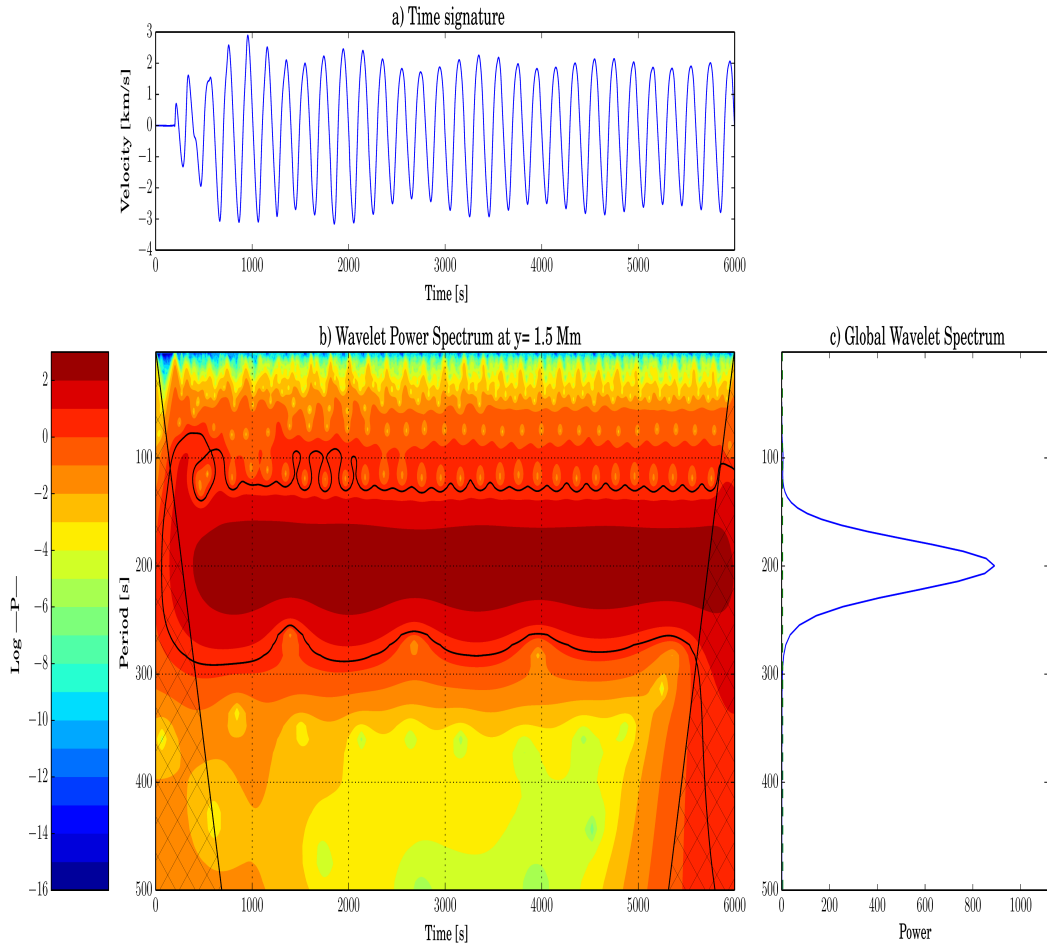 a) Time signature
3
2
1
0
−1
−2
−3
−4
Velocity [km/s]
0 1000 2000 3000 4000 5000 6000
Time [s]
b) Wavelet Power Spectrum at y= 1.5 Mm
c) Global Wavelet Spectrum
2
0
−2
−4
−6
−8
−10
−12
−14
−16
Log —P—
100
200
300
400
500
Period [s]
0 1000 2000 3000 4000 5000 6000
Time [s]
100
200
300
400
500
0 200 400 600 800 1000
Power